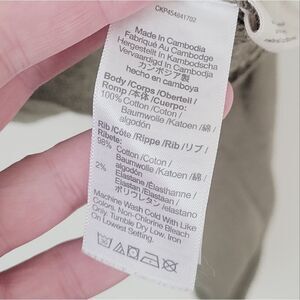 CKP454841702
Made In Cambodia
Fabriqué Au Cambodge
Hergestellt In Kambodscha
Vervaardigd In Cambodja
カンボジア製
hecho en camboya
Body/Corps/Oberteil/
Romp/本体/Cuerpo:
100% Cotton/Coton/
Baumwolle/Katoen/綿/
algodón
Rib/Côte/Rippe/Rib/リブ/
Ribete:
98% Cotton/Coton/
Baumwolle/Katoen/綿/
algodón
2% Elastane/Élasthanne/
Elastan/Elastaan/
ポリウレタン/elastano
Machine Wash Cold With Like
Colors. Non-Chlorine Bleach
Only. Tumble Dry Low. Iron
On Lowest Setting.